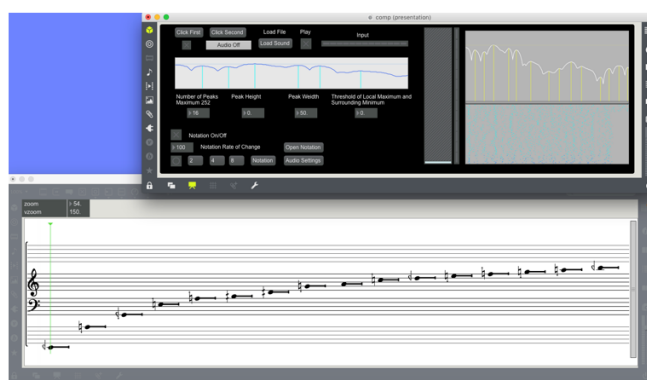 comp (presentation)
Click First Click Second Load File Play Input
Audio Off Load Sound
Number of Peaks Peak Height Peak Weidth Threshold of Local Maximum and
Maximum 252 Surrounding Minimum
16 0. 50. 0.
Notation On/Off
100 Notation Rate of Change Open Notation
2 4 6 Notation Audio Settings
zoom 54.
vzoom 150.